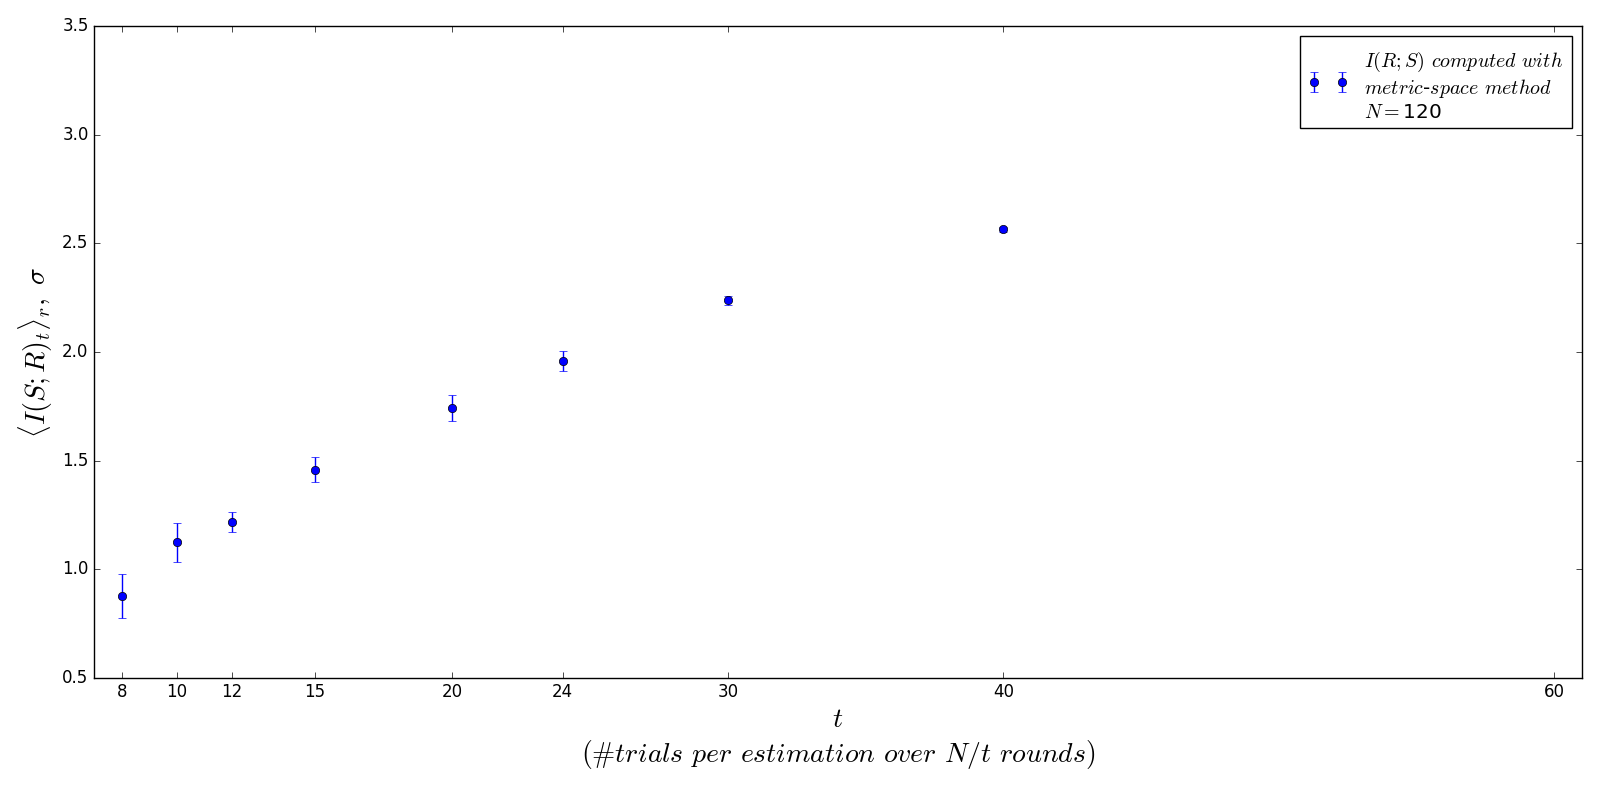 3.5
3.0
2.5
2.0
1.5
1.0
0.5
⟨I(S;R)_t⟩_r, σ
I(R;S) computed with
metric-space method
N = 120
8 10 12 15 20 24 30 40 60
t
(#trials per estimation over N/t rounds)